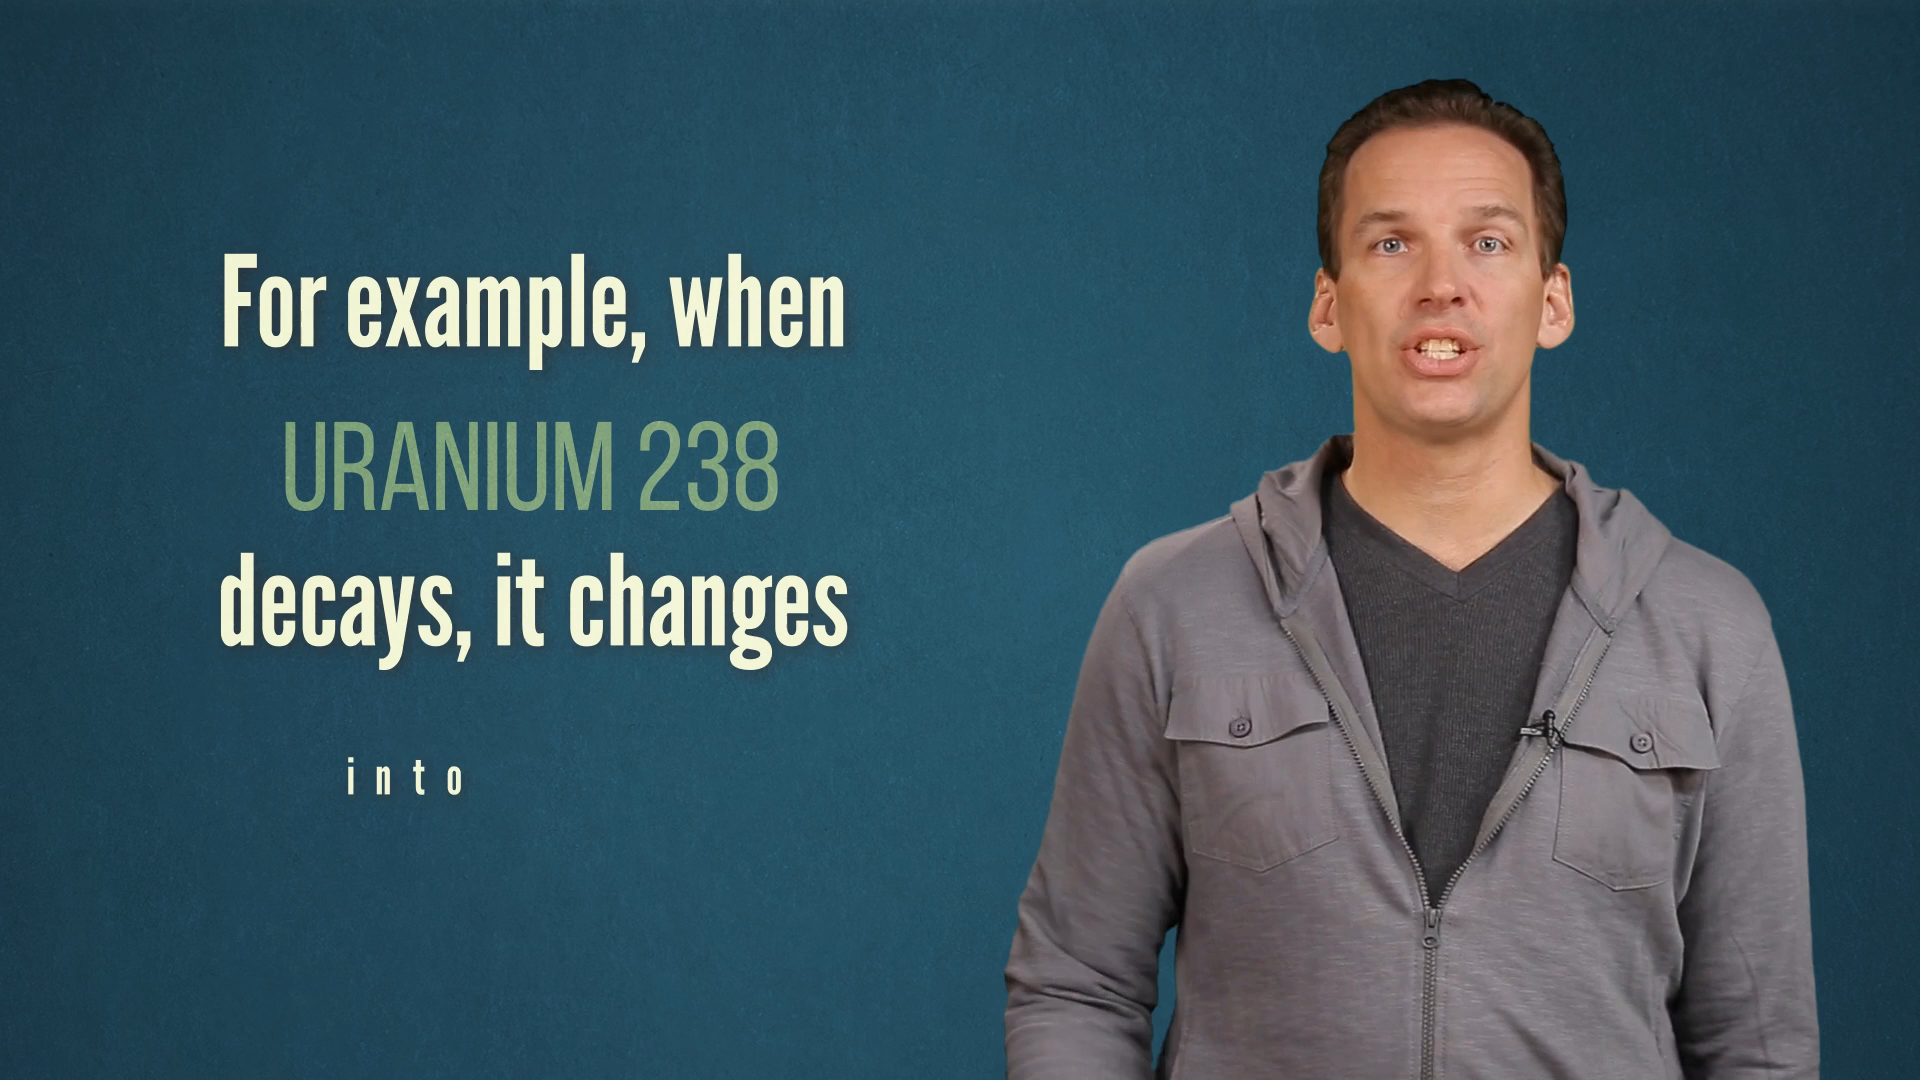 For example, when
URANIUM 238
decays, it changes
into